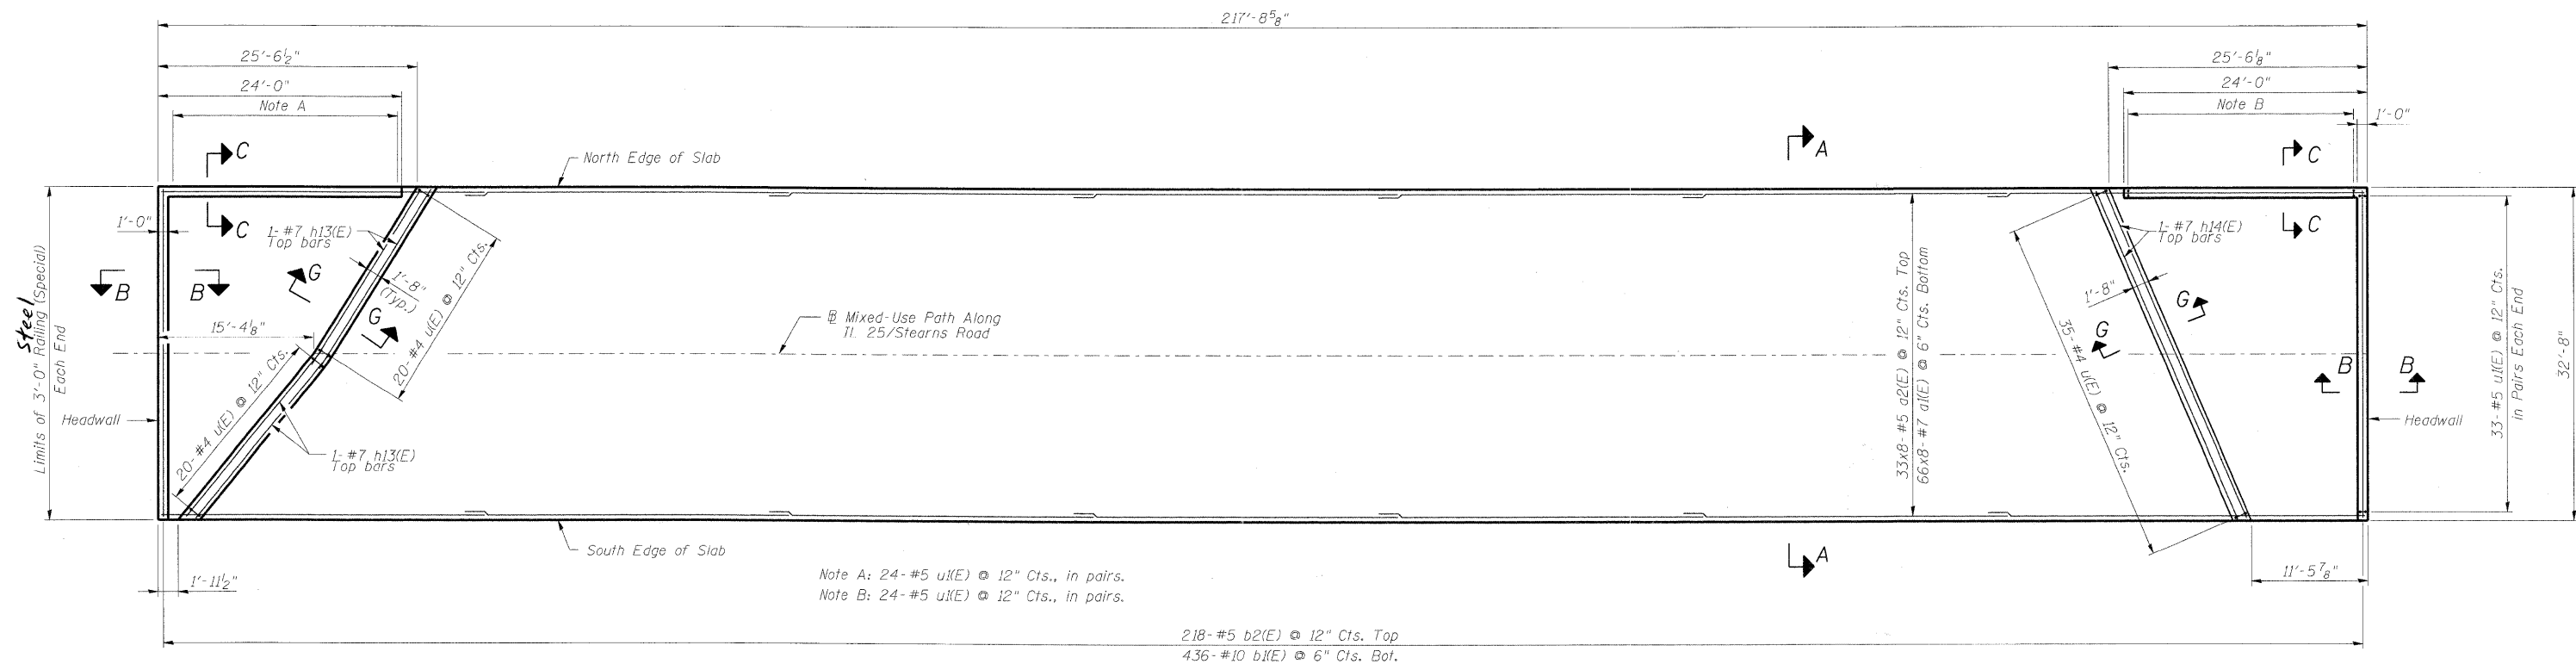 217'-8 5/8"
25'-6 1/2"
25'-6 1/8"
24'-0"
24'-0"
Note A
Note B
1'-0"
C
A
C
North Edge of Slab
1'-0"
C
1-#7 h13(E)
Top bars
C
1-#7 h14(E)
Top bars
B
B
G
1'-8"
(Typ.)
20-#4 u(E) @ 12" Cts.
1'-8"
G
G
15'-4 1/8"
G
Steel
Limits of 3'-0" Railing (Special)
Each End
℄ Mixed-Use Path Along
IL 25/Stearns Road
33x8-#5 a2(E) @ 12" Cts. Top
66x8-#7 a1(E) @ 6" Cts. Bottom
35-#4 u(E) @ 12" Cts.
33-#5 u1(E) @ 12" Cts.
in Pairs Each End
32'-8"
B
B
Headwall
Headwall
20-#4 u(E) @ 12" Cts.
1-#7 h13(E)
Top bars
South Edge of Slab
A
1'-11 1/2"
11'-5 7/8"
Note A: 24-#5 u1(E) @ 12" Cts., in pairs.
Note B: 24-#5 u1(E) @ 12" Cts., in pairs.
218-#5 b2(E) @ 12" Cts. Top
436-#10 b1(E) @ 6" Cts. Bot.